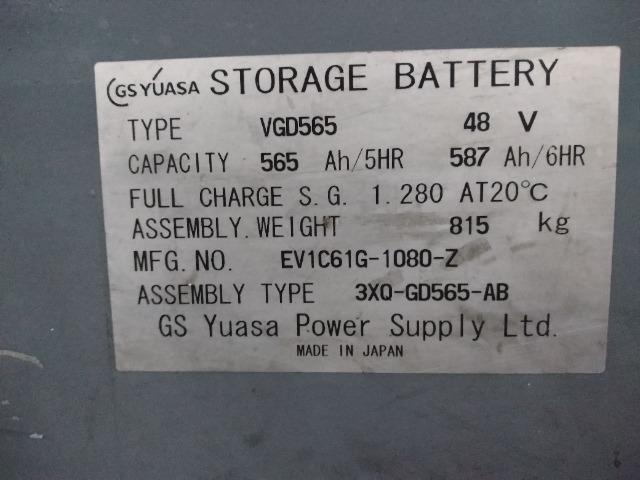 GS YUASA STORAGE BATTERY
TYPE VGD565 48 V
CAPACITY 565 Ah/5HR 587 Ah/6HR
FULL CHARGE S.G. 1.280 AT20℃
ASSEMBLY.WEIGHT 815 kg
MFG.NO. EV1C61G-1080-Z
ASSEMBLY TYPE 3XQ-GD565-AB
GS Yuasa Power Supply Ltd.
MADE IN JAPAN